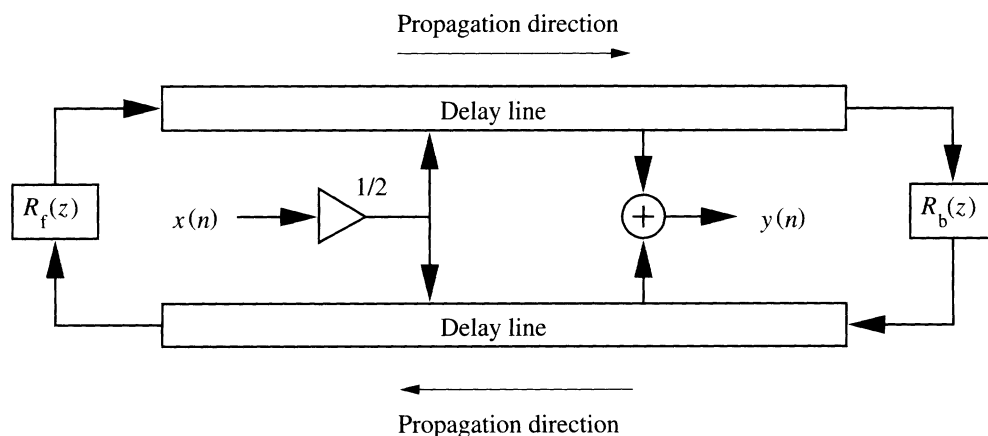 Propagation direction
Delay line
1/2
R_f(z)
x(n)
+
y(n)
R_b(z)
Delay line
Propagation direction